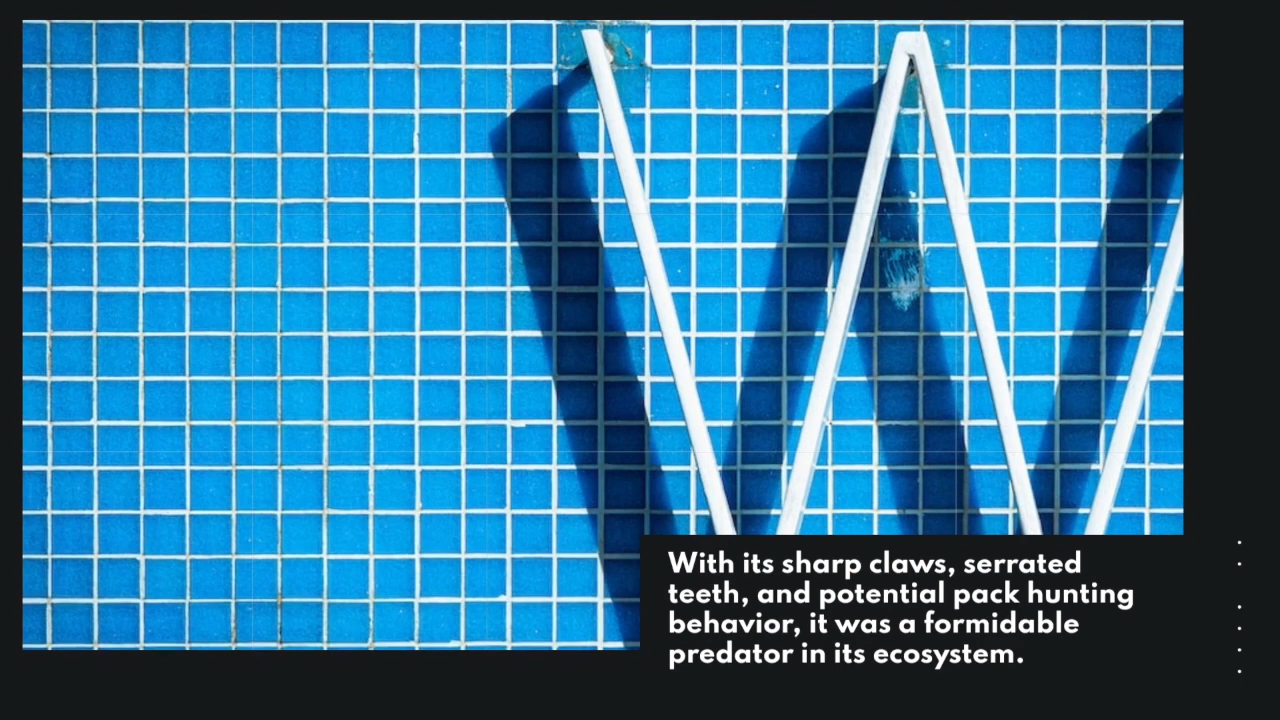 W
With its sharp claws, serrated
teeth, and potential pack hunting
behavior, it was a formidable
predator in its ecosystem.